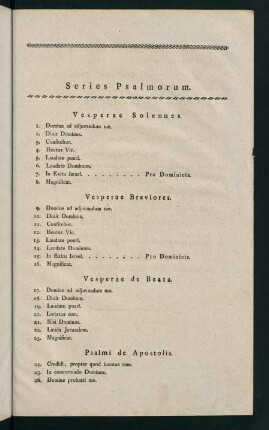 Series Psalmorum.
Vesperae Solennes.
1. Domine ad adjuvandum me.
2. Dixit Dominus.
3. Confitebor.
4. Beatus Vir.
5. Laudate pueri.
6. Laudate Dominum.
7. In Exitu Israel. . . . . . . . . Pro Dominicis.
8. Magnificat.
Vesperae Breviores.
9. Domine ad adjuvandum me.
10. Dixit Dominus.
11. Confitebor.
12. Beatus Vir.
13. Laudate pueri.
14. Laudate Dominum.
15. In Exitu Israel. . . . . . . . . Pro Dominicis.
16. Magnificat.
Vesperae de Beata.
17. Domine ad adjuvandum me.
18. Dixit Dominus.
19. Laudate pueri.
20. Laetatus sum.
21. Nisi Dominus.
22. Lauda Jerusalem.
23. Magnificat.
Psalmi de Apostolis.
24. Credidi, propter quod locutus sum.
25. In convertendo Dominus.
26. Domine probasti me.